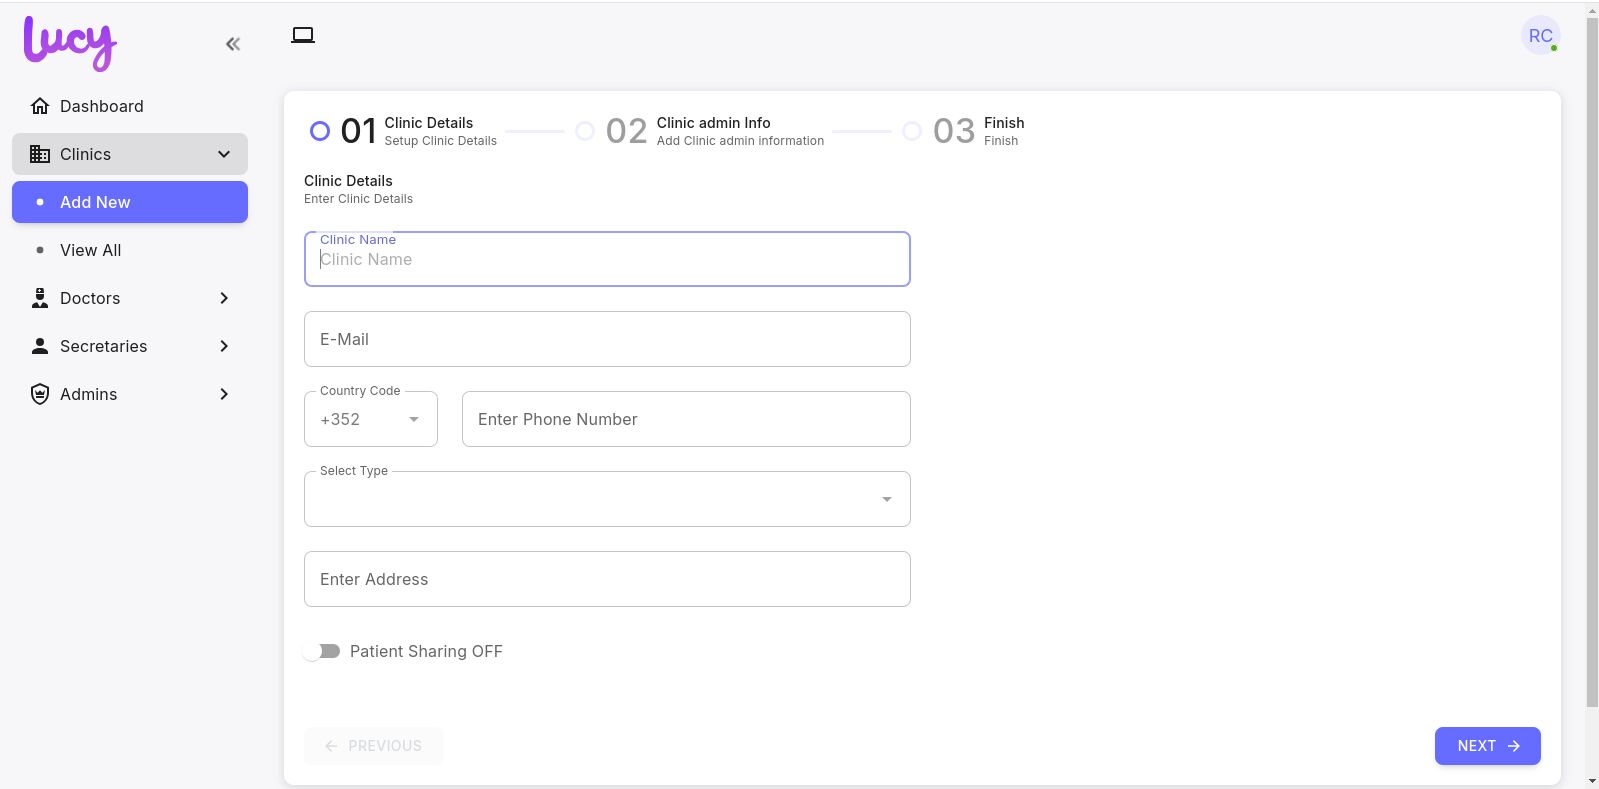 Lucy
RC
Dashboard
Clinics
Add New
View All
Doctors
Secretaries
Admins
01 Clinic Details
Setup Clinic Details
02 Clinic admin Info
Add Clinic admin information
03 Finish
Finish
Clinic Details
Enter Clinic Details
Clinic Name
Clinic Name
E-Mail
Country Code
+352
Enter Phone Number
Select Type
Enter Address
Patient Sharing OFF
PREVIOUS
NEXT